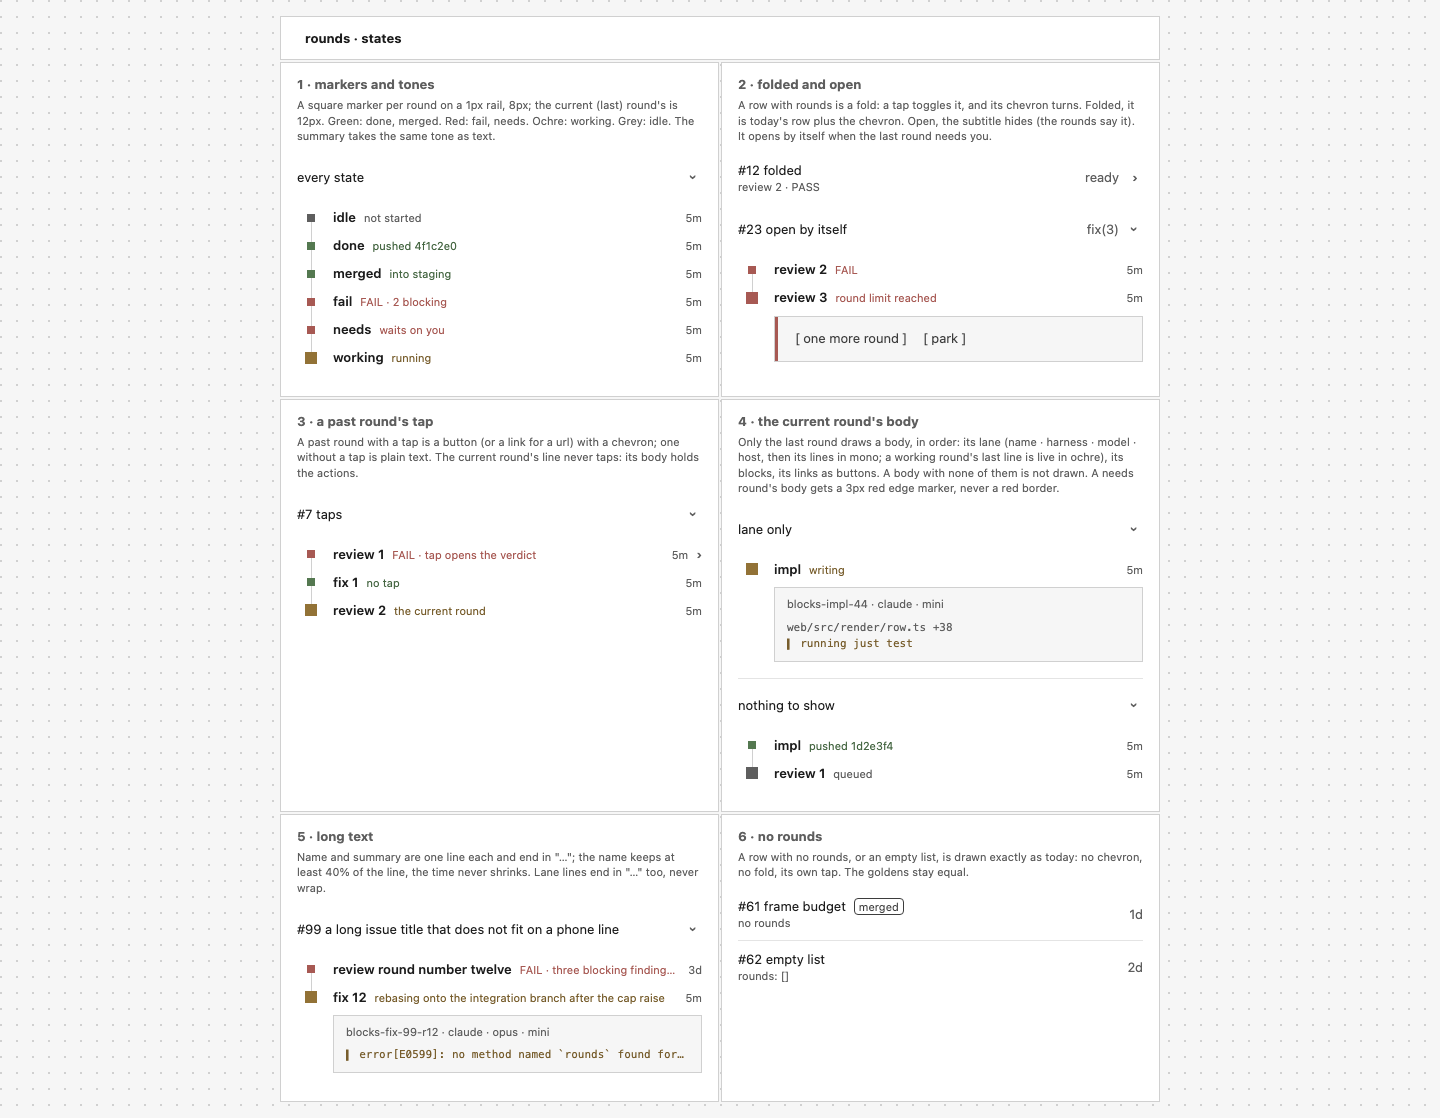 rounds · states
1 · markers and tones
A square marker per round on a 1px rail, 8px; the current (last) round's is
12px. Green: done, merged. Red: fail, needs. Ochre: working. Grey: idle. The
summary takes the same tone as text.
every state
idle not started 5m
done pushed 4f1c2e0 5m
merged into staging 5m
fail FAIL · 2 blocking 5m
needs waits on you 5m
working running 5m
2 · folded and open
A row with rounds is a fold: a tap toggles it, and its chevron turns. Folded, it
is today's row plus the chevron. Open, the subtitle hides (the rounds say it).
It opens by itself when the last round needs you.
#12 folded ready
review 2 · PASS
#23 open by itself fix(3)
review 2 FAIL 5m
review 3 round limit reached 5m
[ one more round ] [ park ]
3 · a past round's tap
A past round with a tap is a button (or a link for a url) with a chevron; one
without a tap is plain text. The current round's line never taps: its body holds
the actions.
#7 taps
review 1 FAIL · tap opens the verdict 5m
fix 1 no tap 5m
review 2 the current round 5m
4 · the current round's body
Only the last round draws a body, in order: its lane (name · harness · model ·
host, then its lines in mono; a working round's last line is live in ochre), its
blocks, its links as buttons. A body with none of them is not drawn. A needs
round's body gets a 3px red edge marker, never a red border.
lane only
impl writing 5m
blocks-impl-44 · claude · mini
web/src/render/row.ts +38
running just test
nothing to show
impl pushed 1d2e3f4 5m
review 1 queued 5m
5 · long text
Name and summary are one line each and end in "…"; the name keeps at
least 40% of the line, the time never shrinks. Lane lines end in "…" too, never
wrap.
#99 a long issue title that does not fit on a phone line
review round number twelve FAIL · three blocking finding… 3d
fix 12 rebasing onto the integration branch after the cap raise 5m
blocks-fix-99-r12 · claude · opus · mini
error[E0599]: no method named `rounds` found for…
6 · no rounds
A row with no rounds, or an empty list, is drawn exactly as today: no chevron,
no fold, its own tap. The goldens stay equal.
#61 frame budget merged 1d
no rounds
#62 empty list 2d
rounds: []